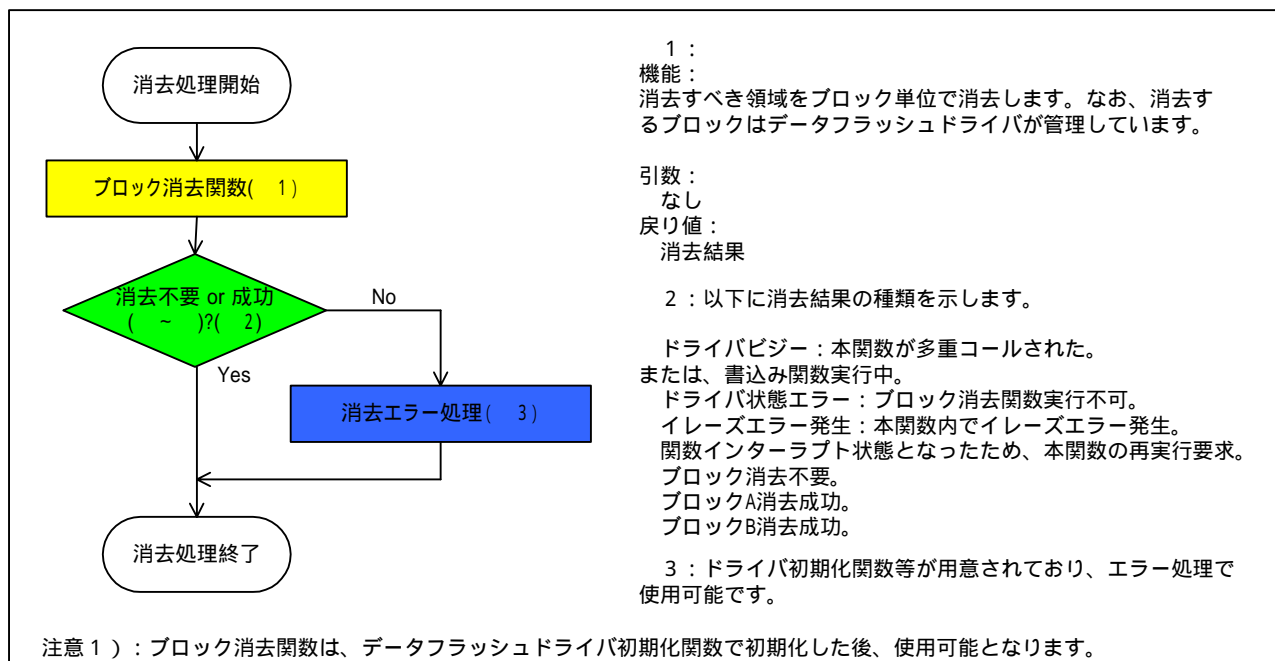 消去処理開始
ブロック消去関数(　1)
消去不要 or 成功
(　~　)?(　2)
No
Yes
消去エラー処理(　3)
消去処理終了
1：
機能：
消去すべき領域をブロック単位で消去します。なお、消去す
るブロックはデータフラッシュドライバが管理しています。
引数：
なし
戻り値：
消去結果
2：以下に消去結果の種類を示します。
ドライバビジー：本関数が多重コールされた。
または、書込み関数実行中。
ドライバ状態エラー：ブロック消去関数実行不可。
イレーズエラー発生：本関数内でイレーズエラー発生。
関数インターラプト状態となったため、本関数の再実行要求。
ブロック消去不要。
ブロックA消去成功。
ブロックB消去成功。
3：ドライバ初期化関数等が用意されており、エラー処理で
使用可能です。
注意1）：ブロック消去関数は、データフラッシュドライバ初期化関数で初期化した後、使用可能となります。